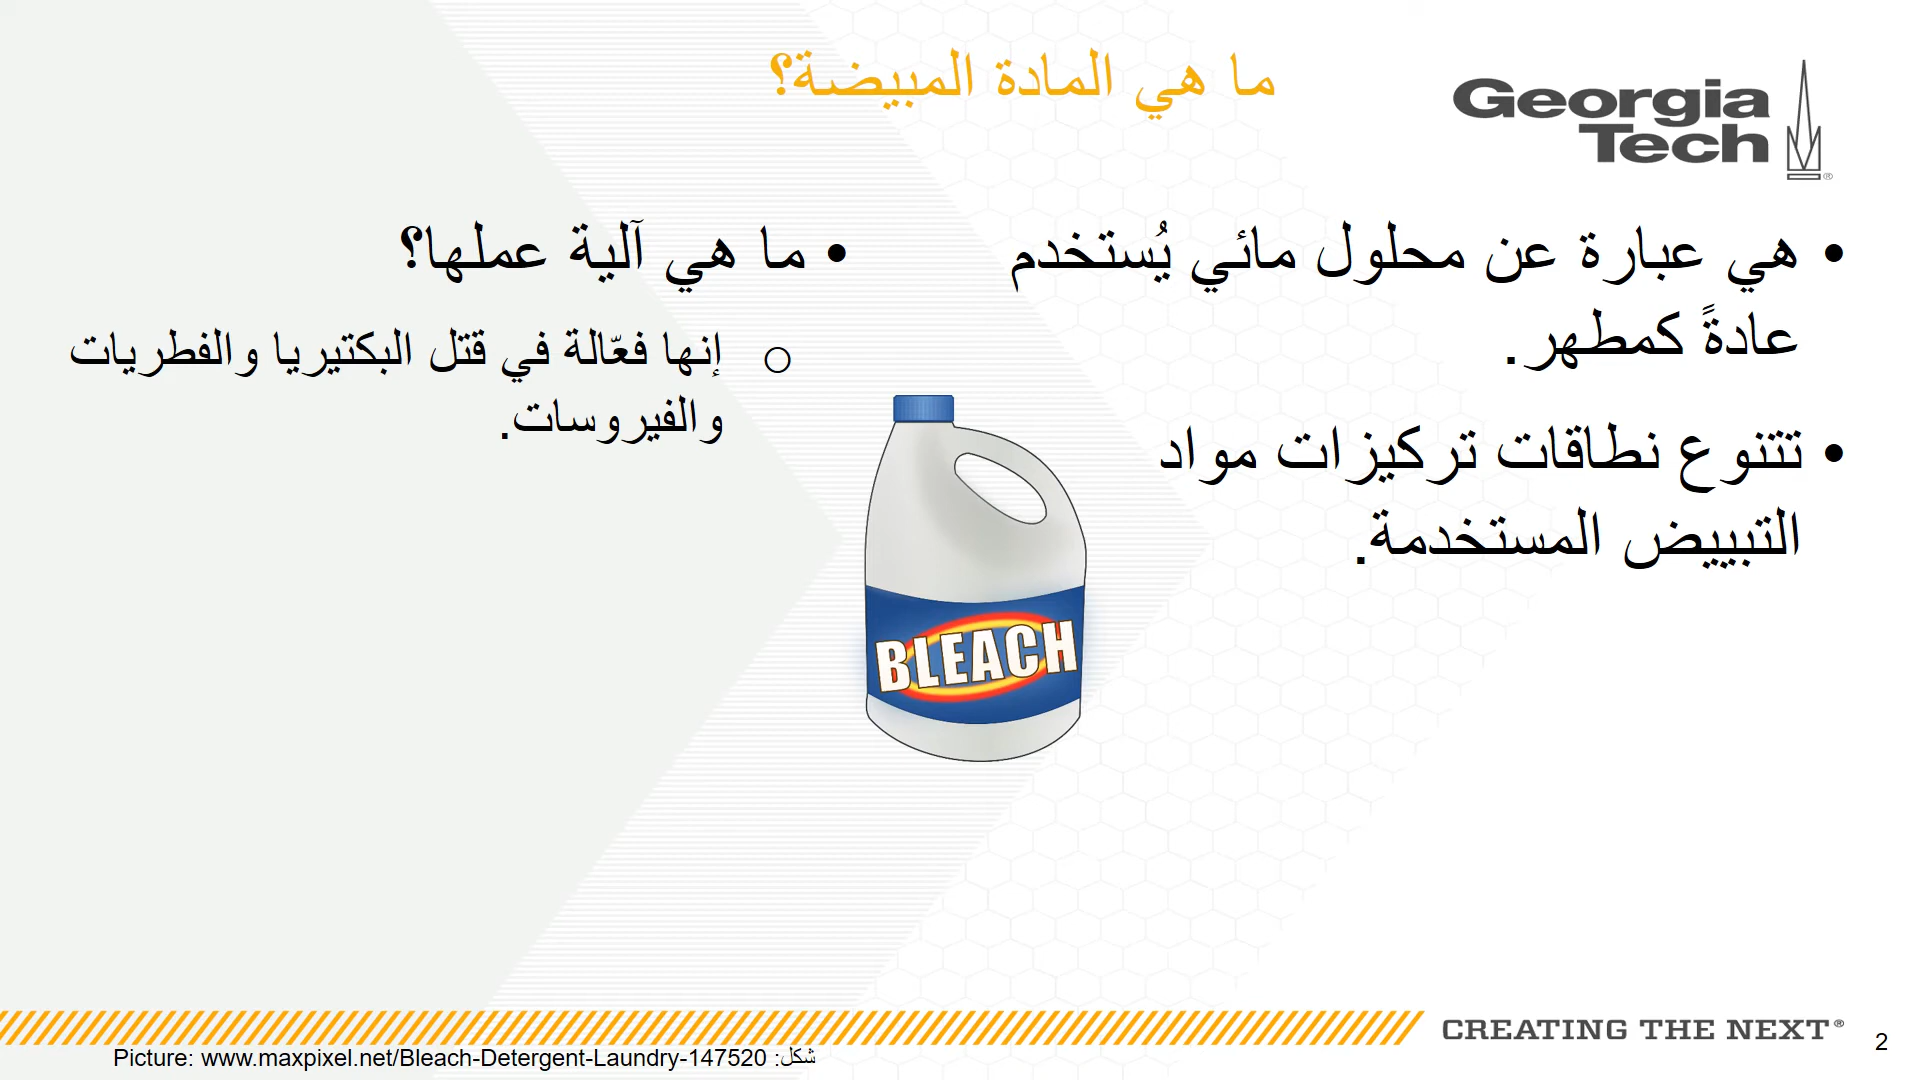 ما هي المادة المبيضة؟
Georgia
Tech
®
• هي عبارة عن محلول مائي يُستخدم
عادةً كمطهر.
• تتنوع نطاقات تركيزات مواد
التبييض المستخدمة.
• ما هي آلية عملها؟
o إنها فعّالة في قتل البكتيريا والفطريات
والفيروسات.
BLEACH
CREATING THE NEXT®
2
Picture: www.maxpixel.net/Bleach-Detergent-Laundry-147520 :شكل